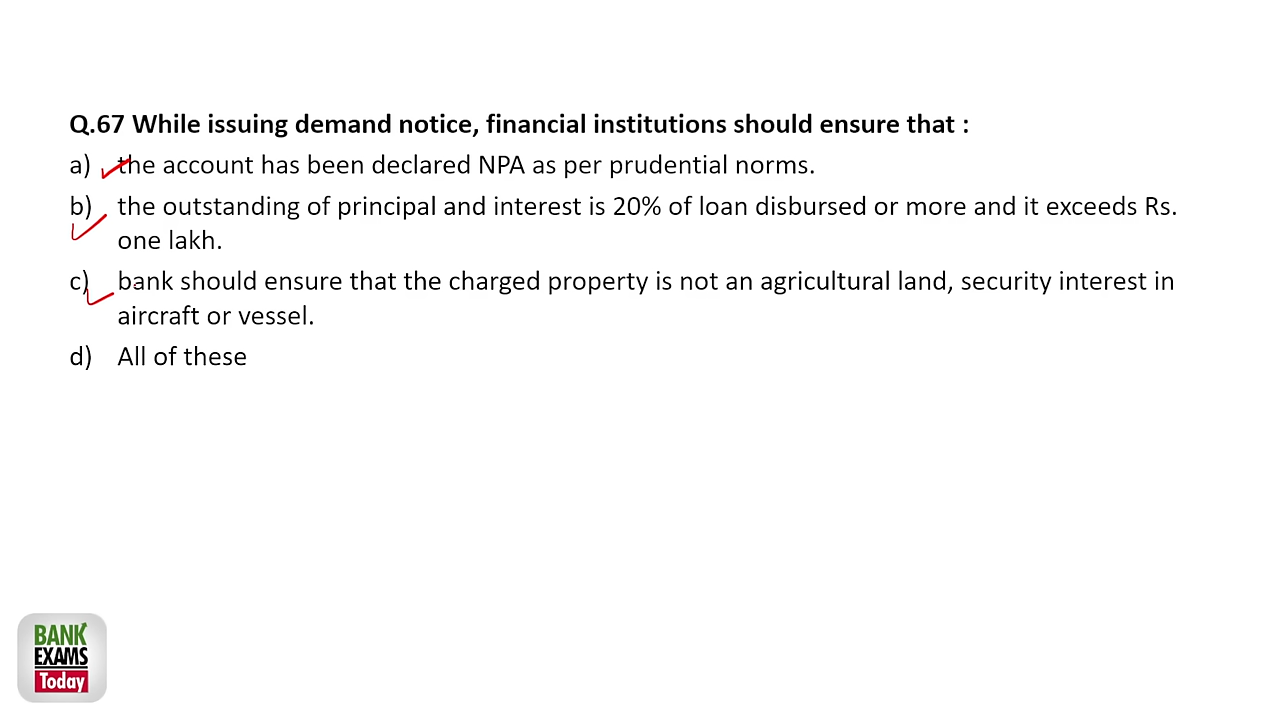 Q.67 While issuing demand notice, financial institutions should ensure that :
a) the account has been declared NPA as per prudential norms.
b) the outstanding of principal and interest is 20% of loan disbursed or more and it exceeds Rs.
one lakh.
c) bank should ensure that the charged property is not an agricultural land, security interest in
aircraft or vessel.
d) All of these
BANK
EXAMS
Today